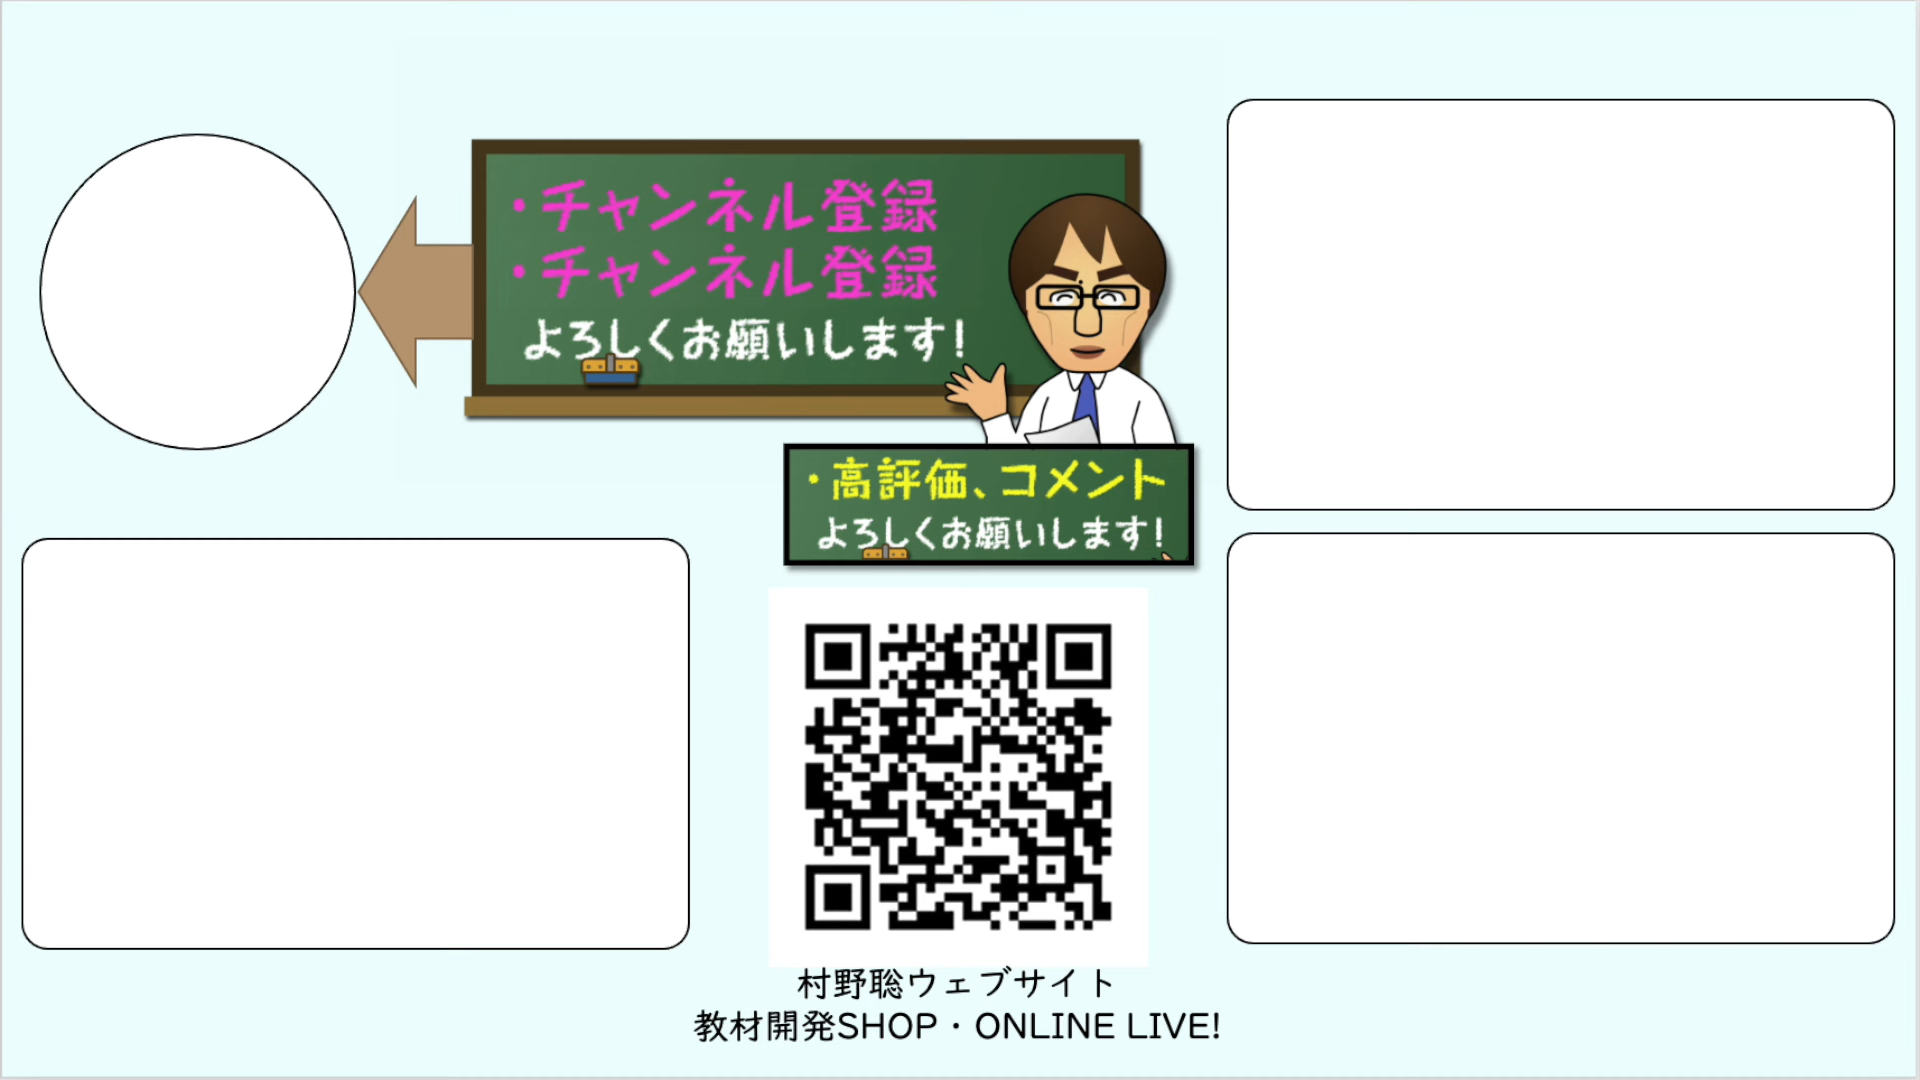 ・チャンネル登録
・チャンネル登録
よろしくお願いします!
・高評価、コメント
よろしくお願いします!
村野聡ウェブサイト
教材開発SHOP・ONLINE LIVE!